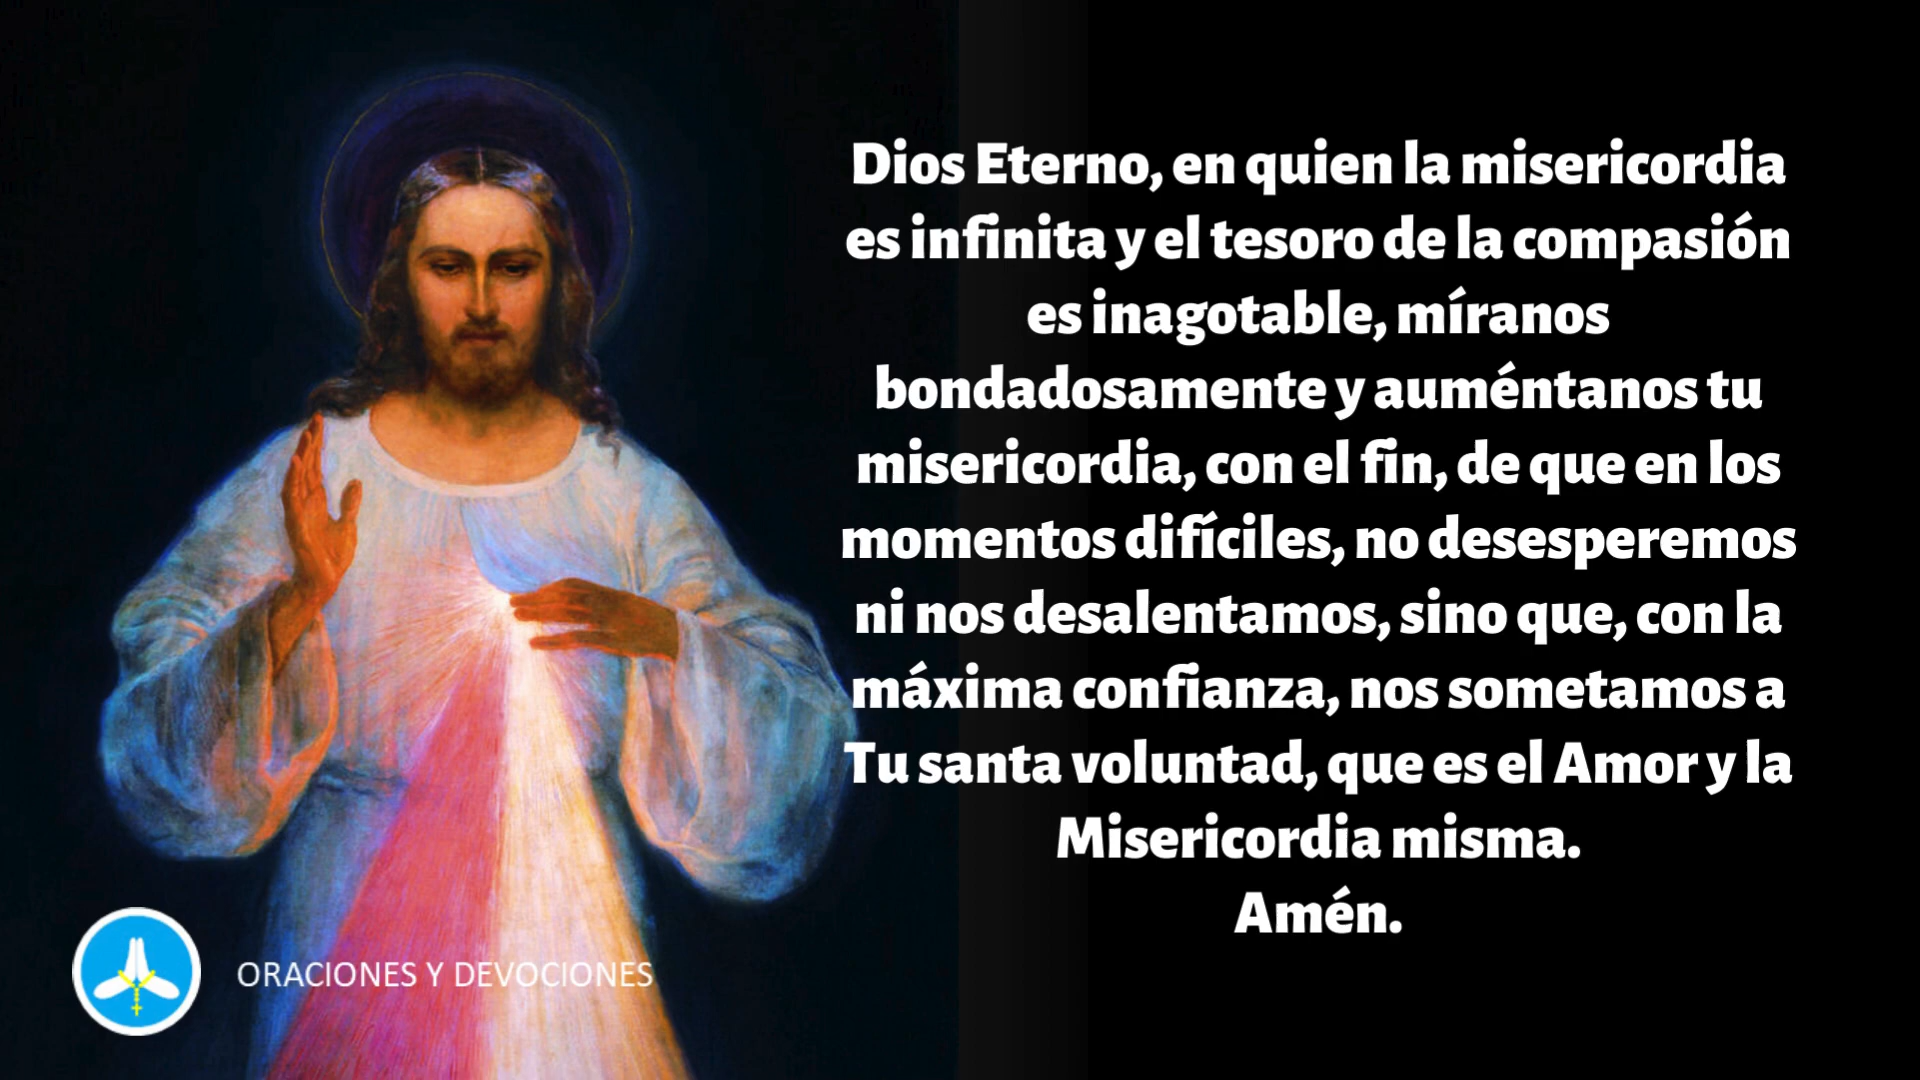 Dios Eterno, en quien la misericordia
es infinita y el tesoro de la compasión
es inagotable, míranos
bondadosamente y auméntanos tu
misericordia, con el fin, de que en los
momentos difíciles, no desesperemos
ni nos desalentamos, sino que, con la
máxima confianza, nos sometamos a
Tu santa voluntad, que es el Amor y la
Misericordia misma.
Amén.
ORACIONES Y DEVOCIONES